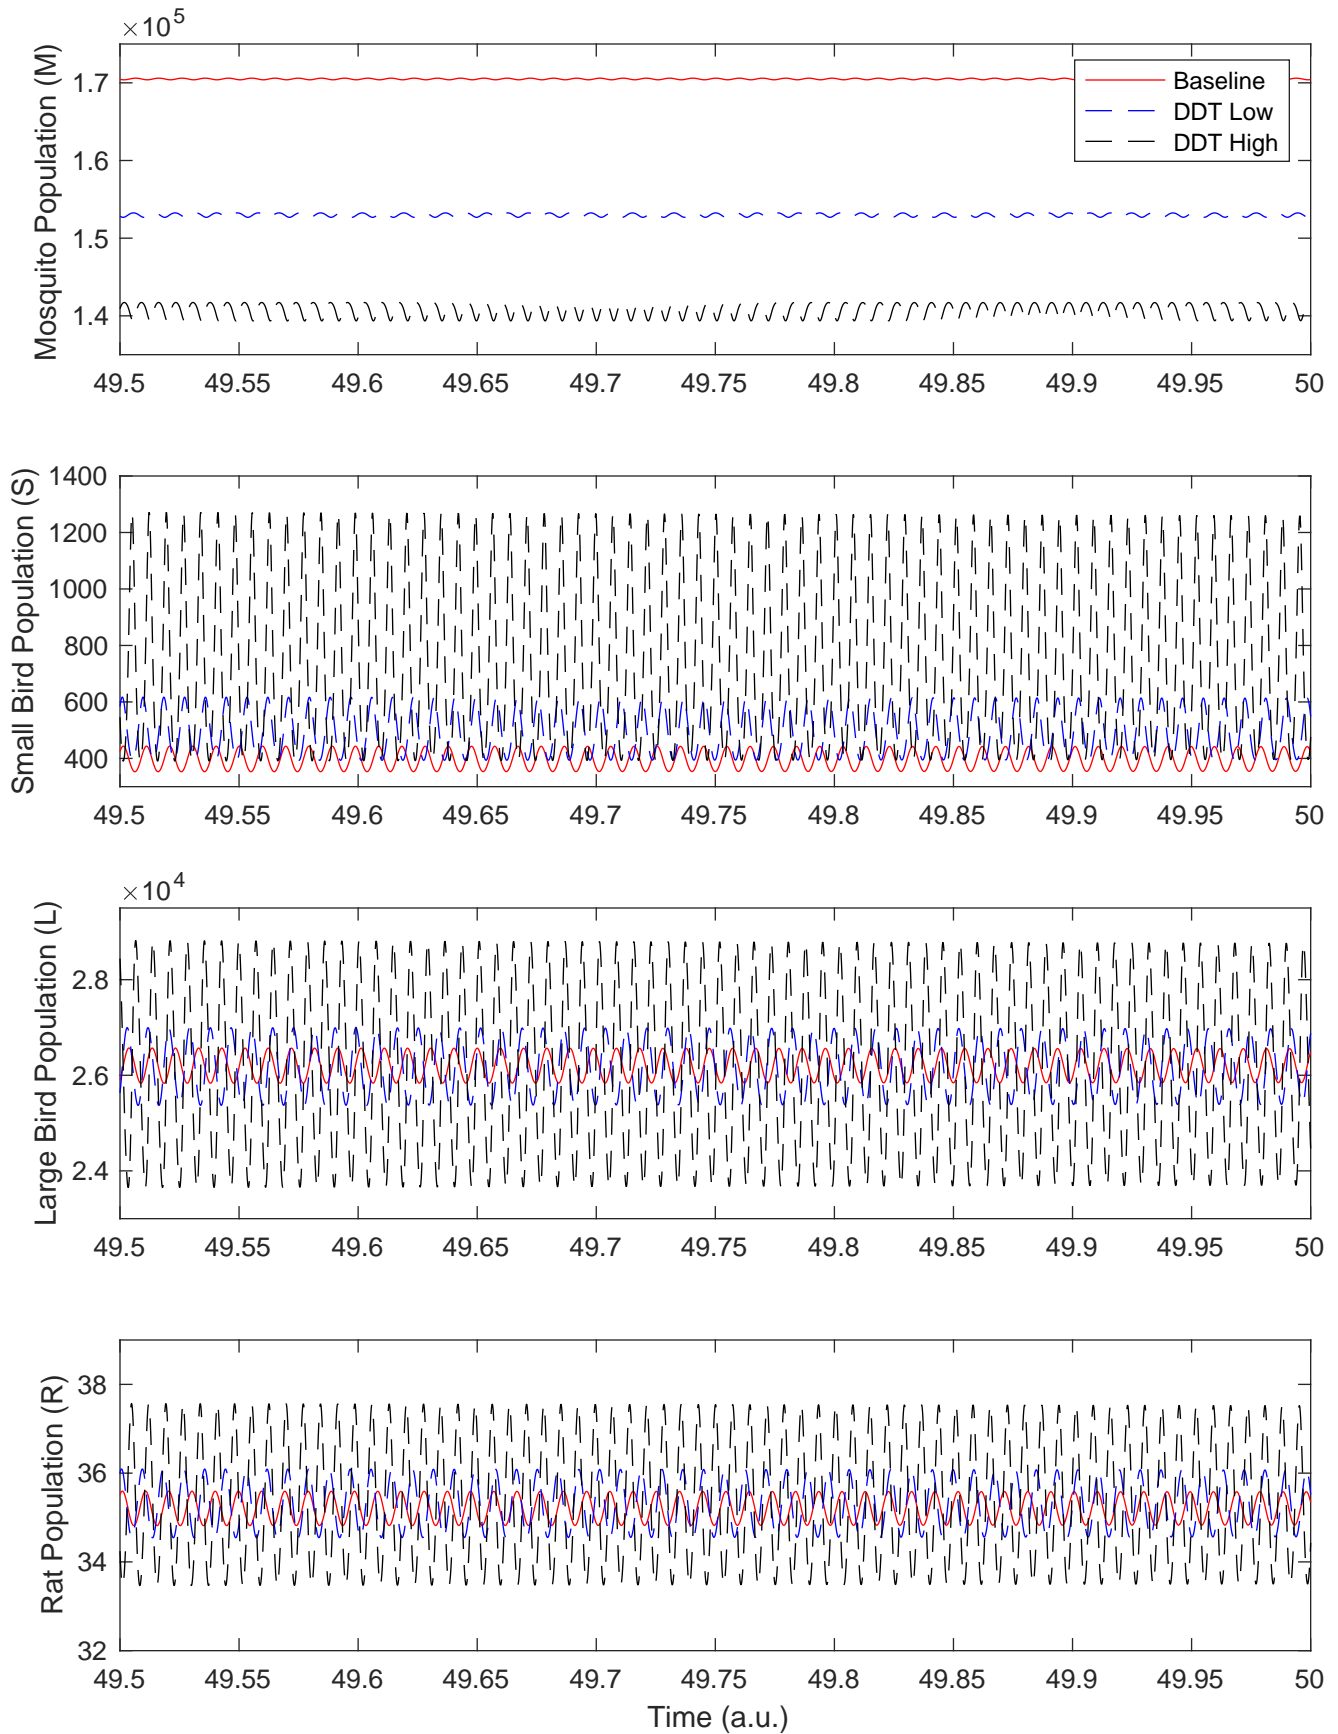 ×10^5
Mosquito Population (M)
1.7
1.6
1.5
1.4
Baseline
DDT Low
DDT High
49.5 49.55 49.6 49.65 49.7 49.75 49.8 49.85 49.9 49.95 50
Small Bird Population (S)
1400
1200
1000
800
600
400
49.5 49.55 49.6 49.65 49.7 49.75 49.8 49.85 49.9 49.95 50
×10^4
Large Bird Population (L)
2.8
2.6
2.4
49.5 49.55 49.6 49.65 49.7 49.75 49.8 49.85 49.9 49.95 50
Rat Population (R)
38
36
34
32
49.5 49.55 49.6 49.65 49.7 49.75 49.8 49.85 49.9 49.95 50
Time (a.u.)